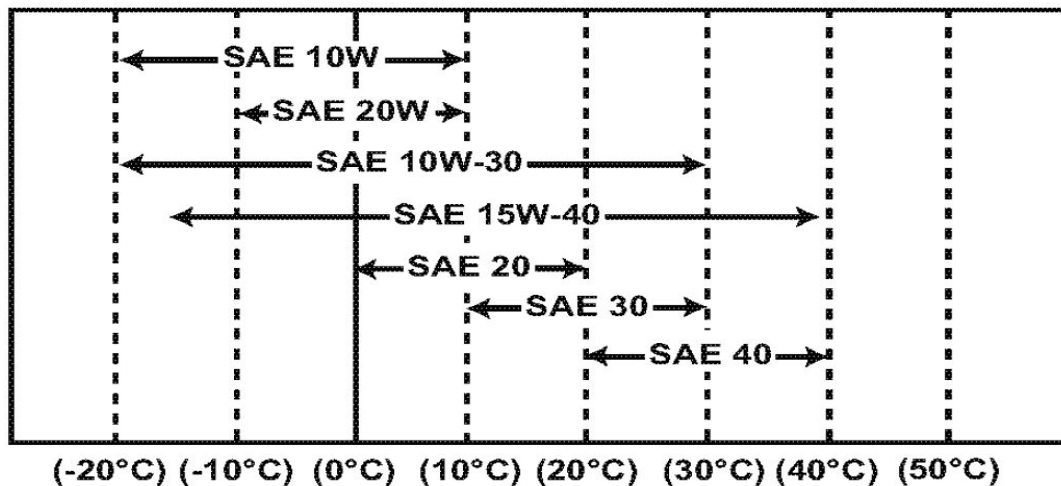 SAE 10W
SAE 20W
SAE 10W-30
SAE 15W-40
SAE 20
SAE 30
SAE 40
(-20°C) (-10°C) (0°C) (10°C) (20°C) (30°C) (40°C) (50°C)